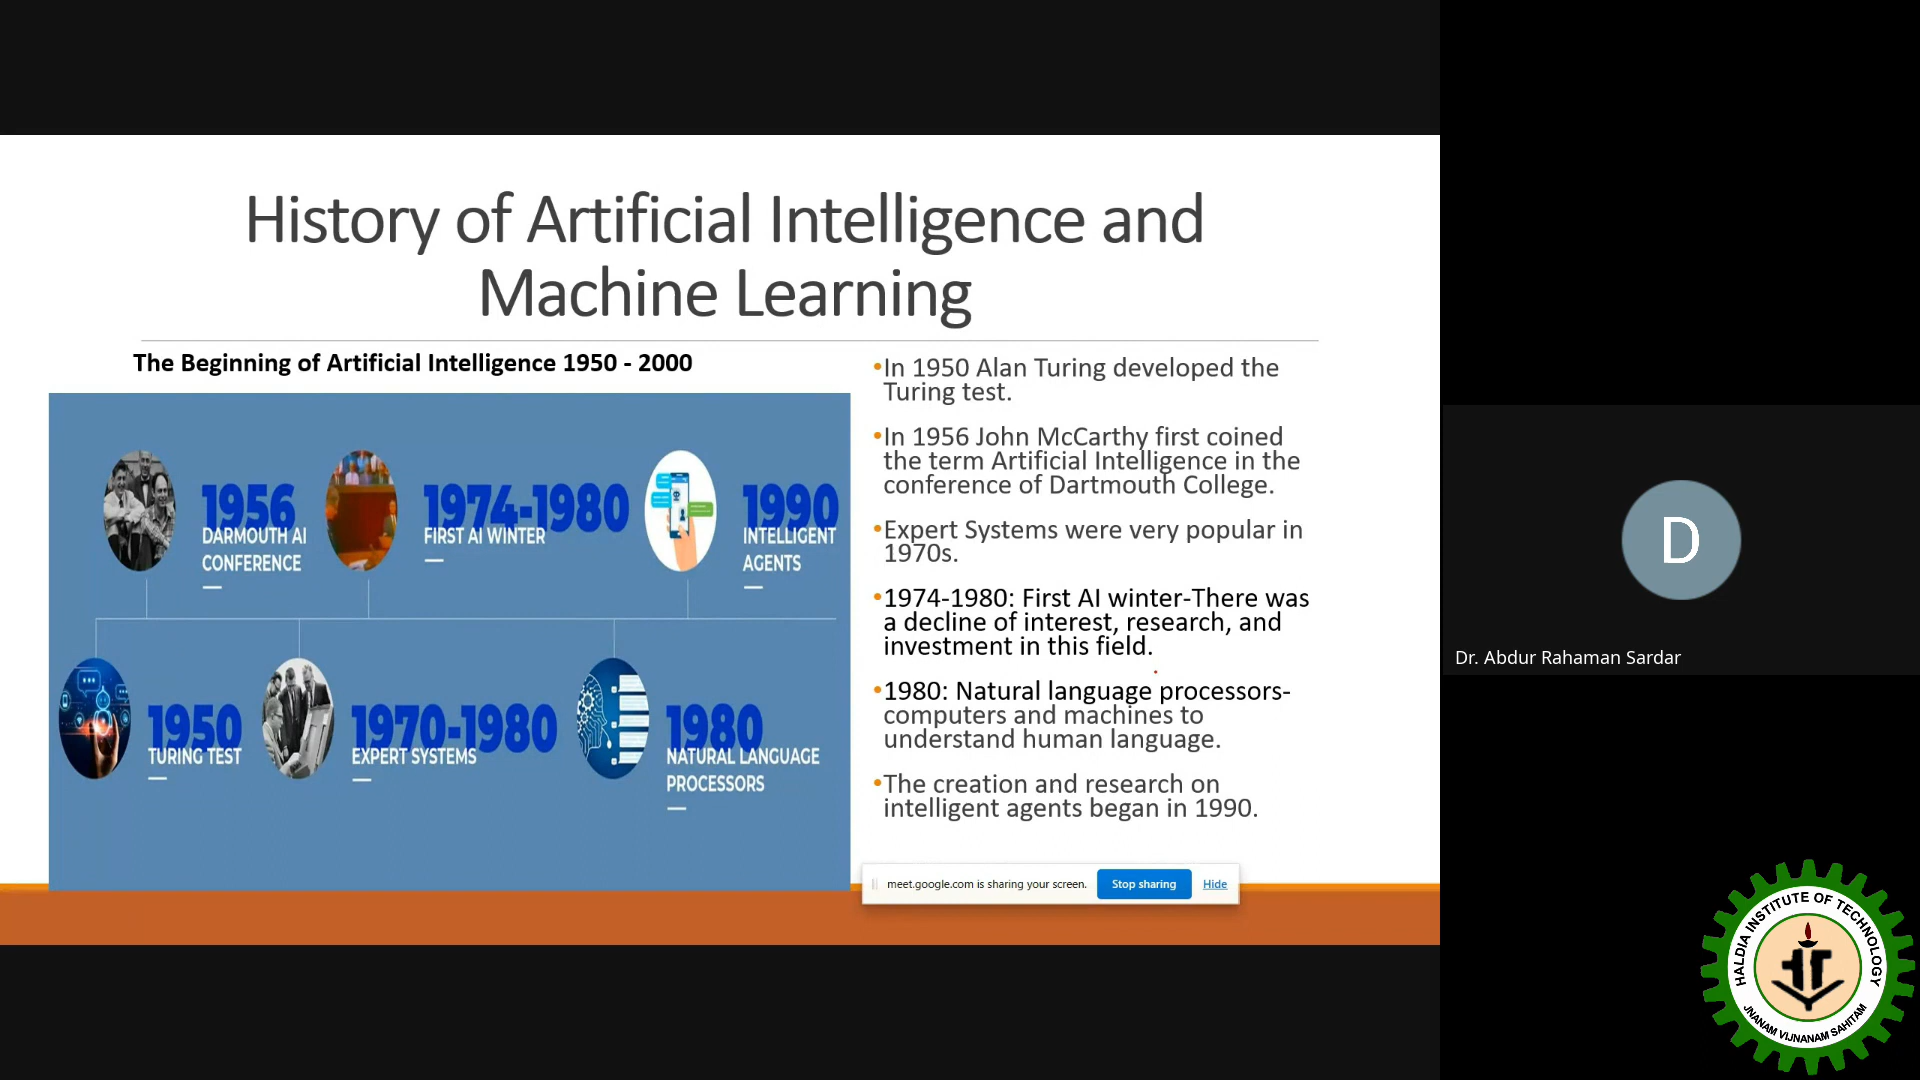 History of Artificial Intelligence and
Machine Learning
The Beginning of Artificial Intelligence 1950 - 2000
1956
DARMOUTH AI
CONFERENCE
1974-1980
FIRST AI WINTER
1990
INTELLIGENT
AGENTS
1950
TURING TEST
1970-1980
EXPERT SYSTEMS
1980
NATURAL LANGUAGE
PROCESSORS
•In 1950 Alan Turing developed the
Turing test.
•In 1956 John McCarthy first coined
the term Artificial Intelligence in the
conference of Dartmouth College.
•Expert Systems were very popular in
1970s.
•1974-1980: First AI winter-There was
a decline of interest, research, and
investment in this field.
•1980: Natural language processors-
computers and machines to
understand human language.
•The creation and research on
intelligent agents began in 1990.
meet.google.com is sharing your screen. Stop sharing Hide
D
Dr. Abdur Rahaman Sardar
HALDIA INSTITUTE OF TECHNOLOGY
JNANAM VIJNANAM SAHITAM